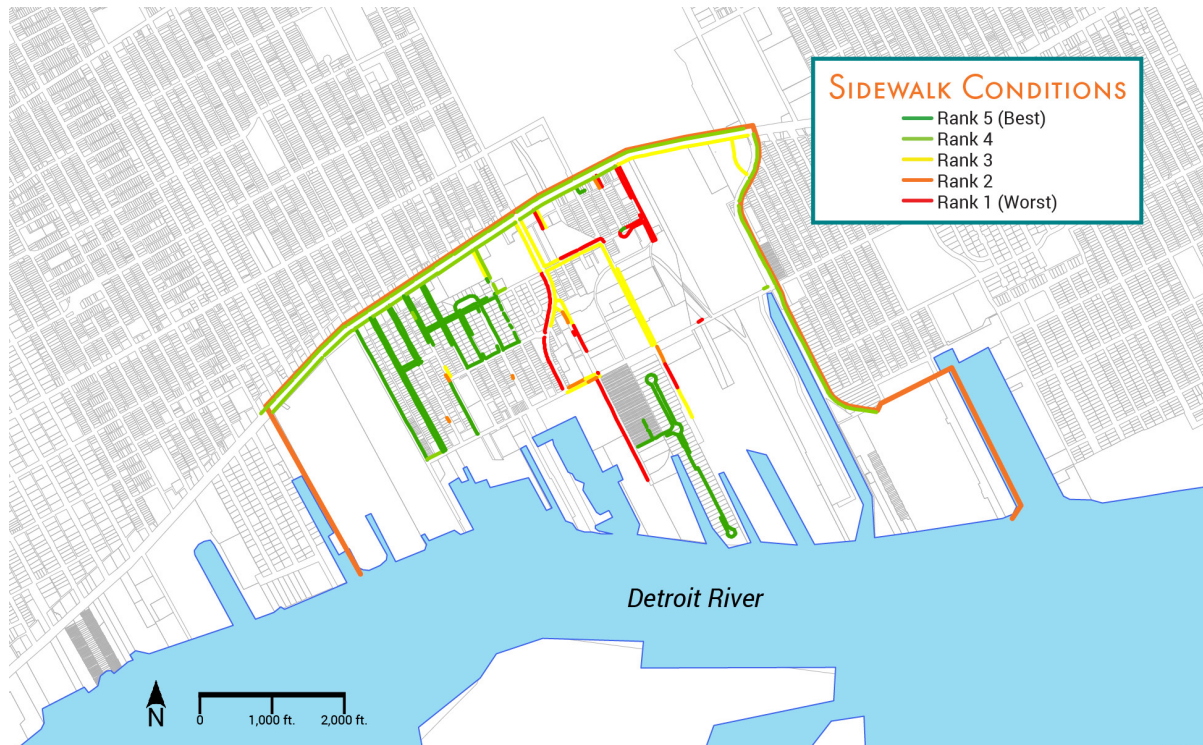 SIDEWALK CONDITIONS
Rank 5 (Best)
Rank 4
Rank 3
Rank 2
Rank 1 (Worst)
Detroit River
N
0 1,000 ft. 2,000 ft.